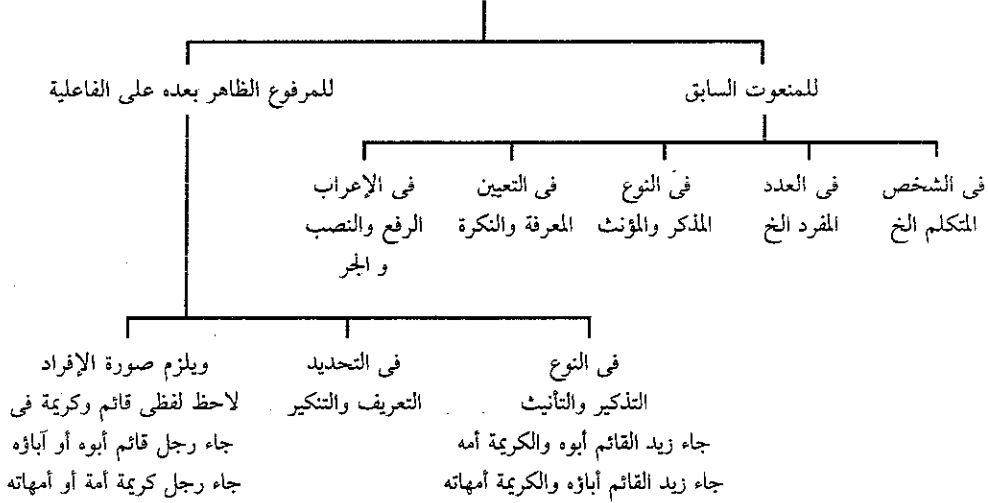 للمنعوت السابق
للمرفوع الظاهر بعده على الفاعلية
فى الشخص
المتكلم الخ
فى العدد
المفرد الخ
فى النوع
المذكر والمؤنث
فى التعيين
المعرفة والنكرة
فى الإعراب
الرفع والنصب
و الجر
فى النوع
التذكير والتأنيث
جاء زيد القائم أبوه والكريمة أمه
جاء زيد القائم أباؤه والكريمة أمهاته
فى التحديد
التعريف والتنكير
ويلزم صورة الإفراد
لاحظ لفظى قائم وكريمة فى
جاء رجل قائم أبوه أو آباؤه
جاء رجل كريمة أمة أو أمهاته